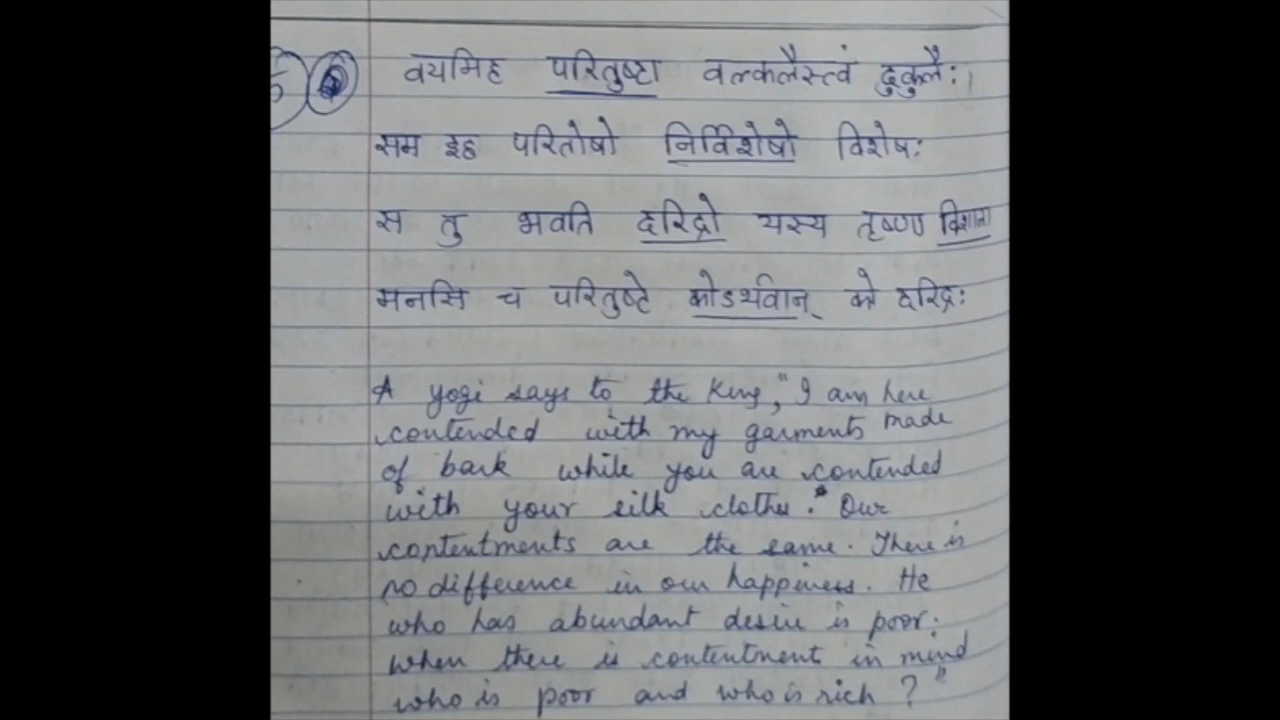 वयमिह परितुष्टा वल्कलैस्त्वं दुकुलैः।
सम इह परितोषो निर्विशेषो विशेषः
स तु भवति दरिद्रो यस्य तृष्णा विशाला
मनसि च परितुष्टे कोऽर्थवान् को दरिद्रः
A yogi says to the King, "I am here
contended with my garments made
of bark while you are contended
with your silk clothes. Our
contentments are the same. There is
no difference in our happiness. He
who has abundant desire is poor;
when there is contentment in mind
who is poor and who is rich?"